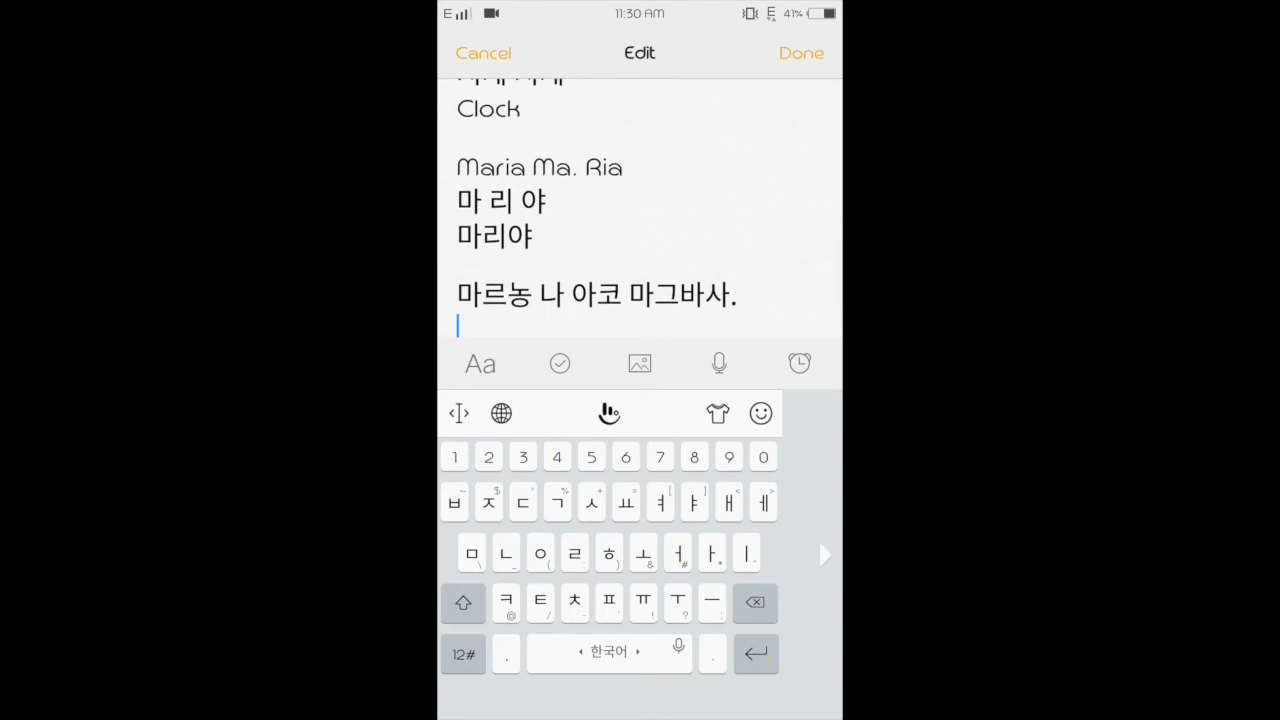 E 11:30 AM 41%
Cancel Edit Done
Clock
Maria Ma. Ria
마 리 야
마리야
마르농 나 아코 마그바사.
Aa
1 2 3 4 5 6 7 8 9 0
ㅂ ㅈ ㄷ ㄱ ㅅ ㅛ ㅕ ㅑ ㅐ ㅔ
ㅁ ㄴ ㅇ ㄹ ㅎ ㅗ ㅓ ㅏ ㅣ
ㅋ ㅌ ㅊ ㅍ ㅠ ㅜ ㅡ
12# , 한국어 .